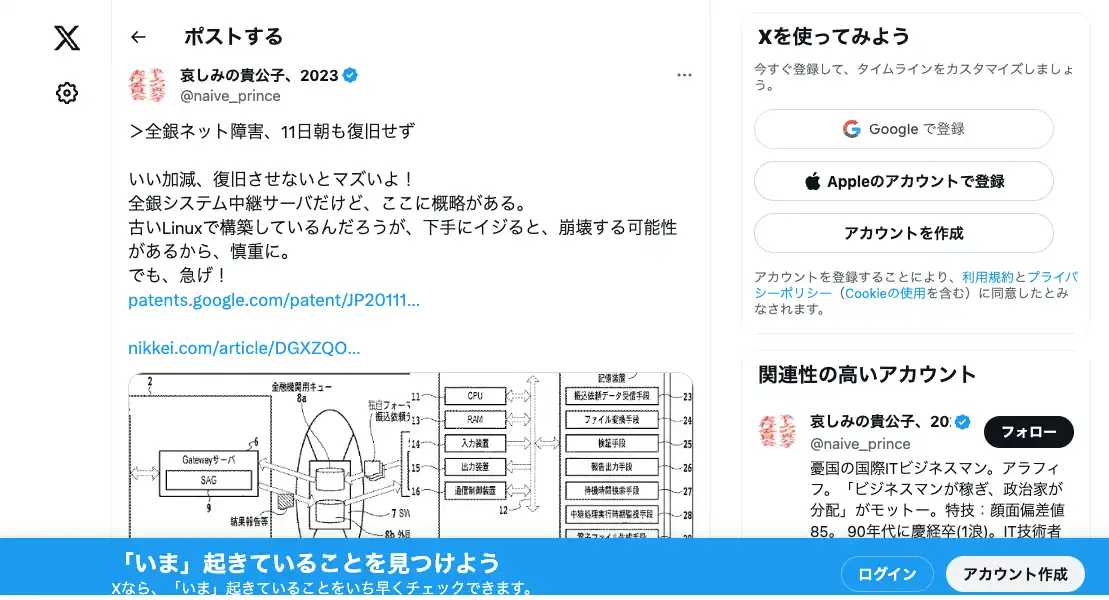 ポストする
哀しみの貴公子、2023
@naive_prince
＞全銀ネット障害、11日朝も復旧せず
いい加減、復旧させないとマズいよ！
全銀システム中継サーバだけど、ここに概略がある。
古いLinuxで構築しているんだろうが、下手にイジると、崩壊する可能性
があるから、慎重に。
でも、急げ！
patents.google.com/patent/JP20111…
nikkei.com/article/DGXZQO…
2
金融機関用キュー
8a
独自フォー
振込依頼
Gatewayサーバ
6
SAG
9
結果報告等
7 SW
8b 外
11
CPU
13
RAM
14
入力装置
15
出力装置
16
通信制御装置
12
記憶装置
振込依頼データ受信手段
23
ファイル変換手段
24
検証手段
25
報告出力手段
26
待機時間検索手段
27
中継処理実行時期監視手段
28
Xを使ってみよう
今すぐ登録して、タイムラインをカスタマイズしましょ
う。
Google で登録
Appleのアカウントで登録
アカウントを作成
アカウントを登録することにより、利用規約とプライバ
シーポリシー（Cookieの使用を含む）に同意したとみ
なされます。
関連性の高いアカウント
哀しみの貴公子、20
@naive_prince
フォロー
憂国の国際ITビジネスマン。アラフィ
フ。「ビジネスマンが稼ぎ、政治家が
分配」がモットー。特技：顔面偏差値
85。 90年代に慶経卒(1浪)。IT技術者
「いま」起きていることを見つけよう
Xなら、「いま」起きていることをいち早くチェックできます。
ログイン
アカウント作成